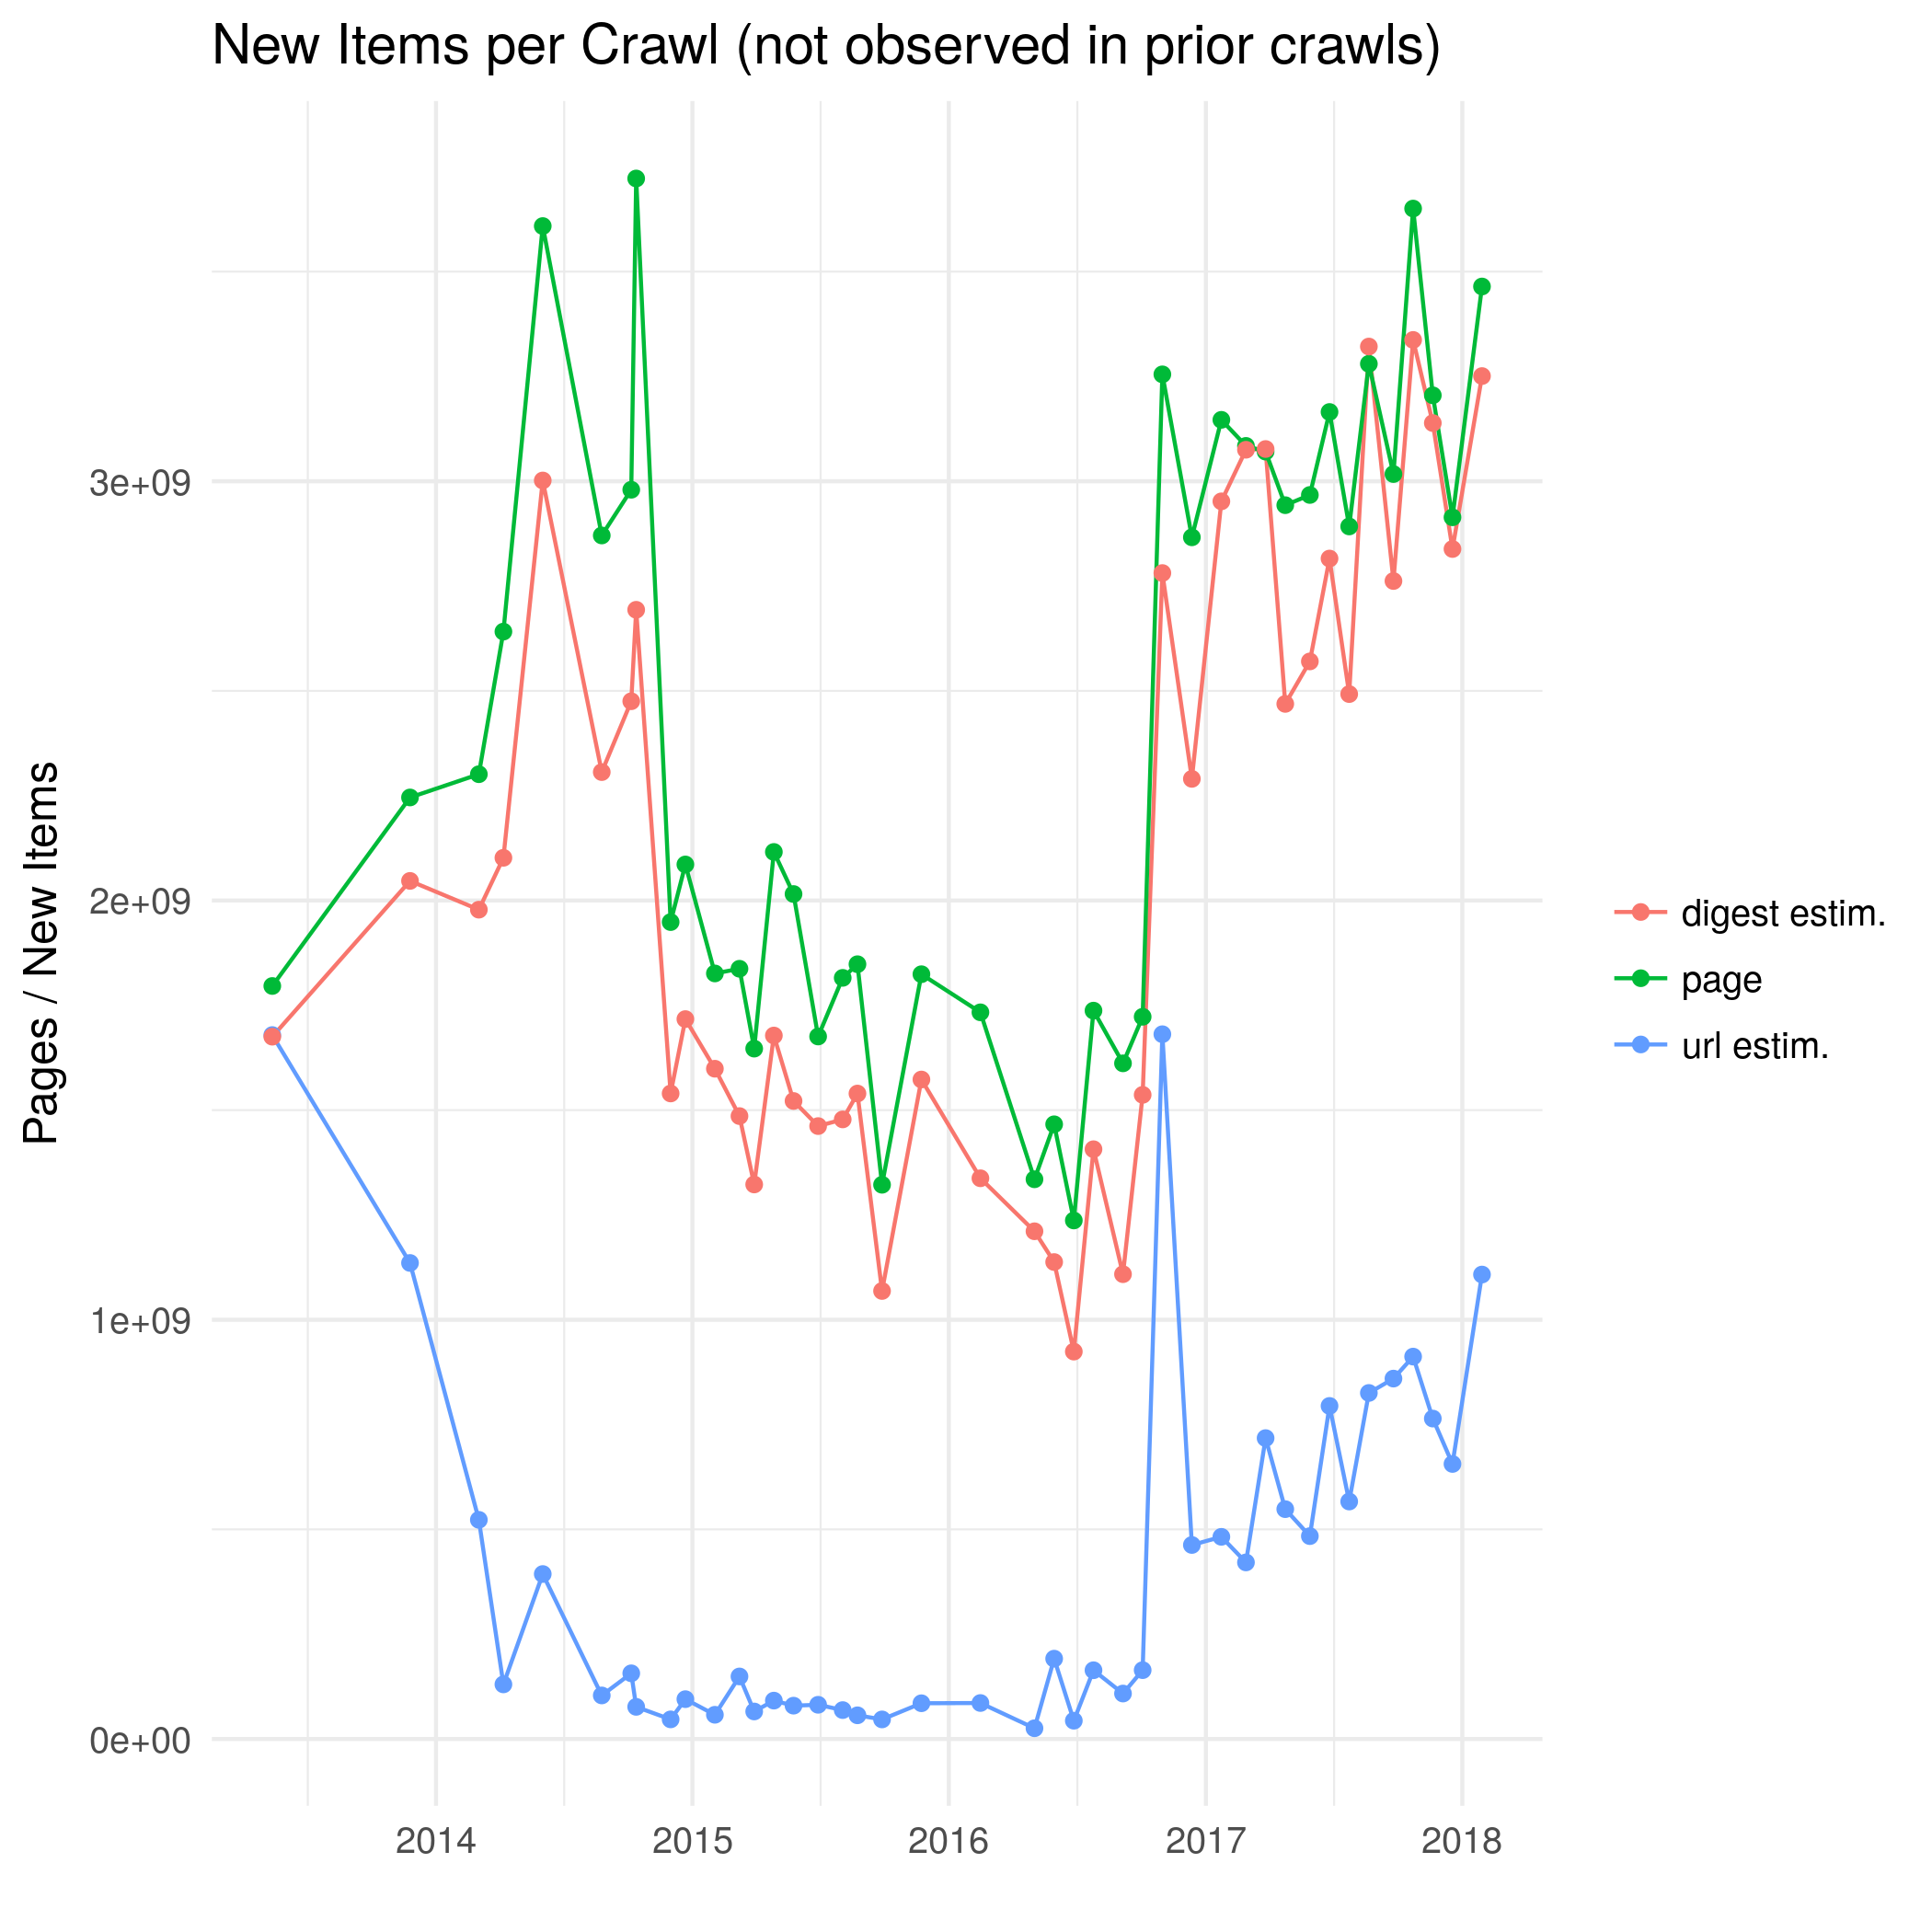 New Items per Crawl (not observed in prior crawls)
Pages / New Items
3e+09
2e+09
1e+09
0e+00
2014
2015
2016
2017
2018
digest estim.
page
url estim.